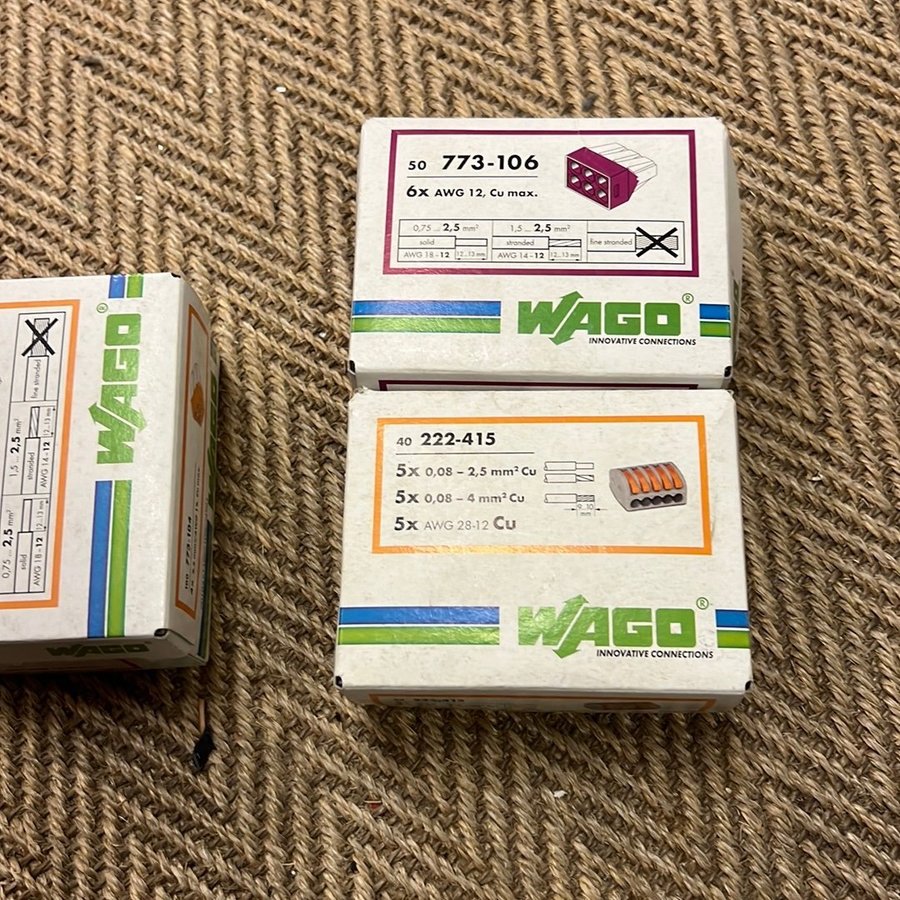 50 773-106
6x AWG 12, Cu max.
0,75 ... 2,5 mm² 1,5 ... 2,5 mm²
solid stranded fine stranded
AWG 18 - 12 12...13 mm AWG 14 - 12 12...13 mm
WAGO®
INNOVATIVE CONNECTIONS
40 222-415
5x 0,08 – 2,5 mm² Cu
5x 0,08 – 4 mm² Cu
9...10
mm
5x AWG 28-12 Cu
WAGO®
INNOVATIVE CONNECTIONS
0,75 ... 2,5 mm² 1,5 ... 2,5 mm²
solid stranded fine stranded
AWG 18 - 12 AWG 14 - 12 12...13 mm
WAGO®
100 773-104
WAGO